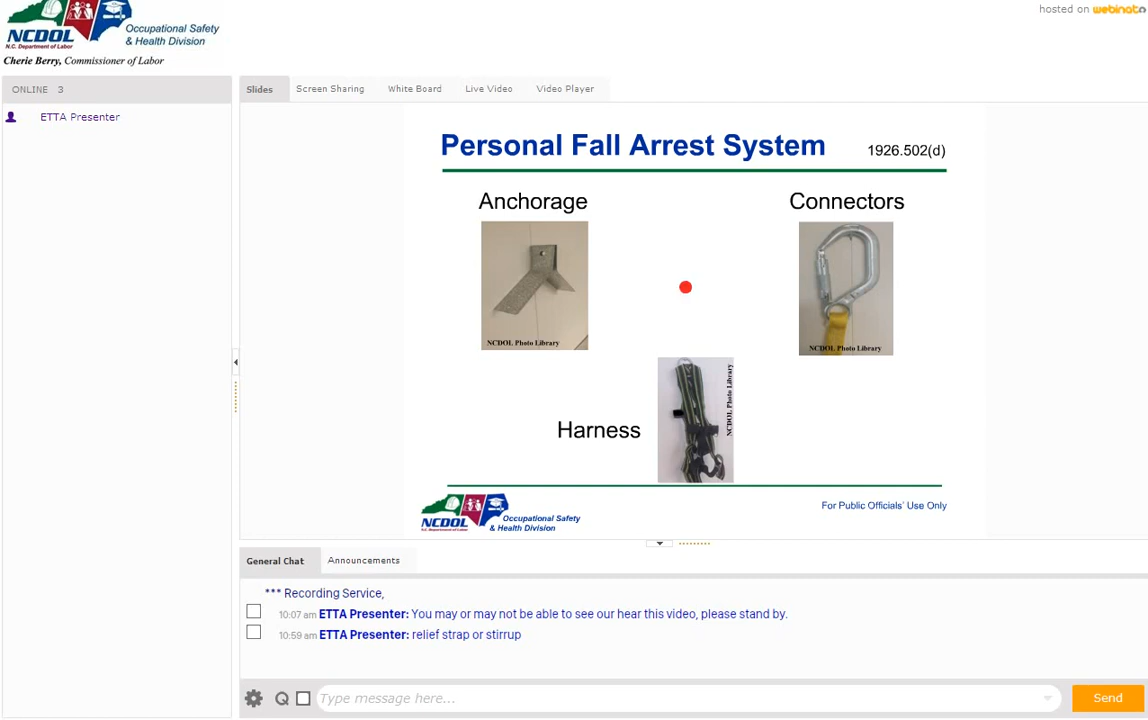 hosted on webinato
NCDOL
N.C. Department of Labor
Occupational Safety
& Health Division
Cherie Berry, Commissioner of Labor
ONLINE 3
ETTA Presenter
Slides Screen Sharing White Board Live Video Video Player
Personal Fall Arrest System 1926.502(d)
Anchorage Connectors
NCDOL Photo Library
NCDOL Photo Library
Harness
NCDOL Photo Library
NCDOL
N.C. Department of Labor
Occupational Safety
& Health Division
For Public Officials' Use Only
General Chat Announcements
*** Recording Service,
10:07 am ETTA Presenter: You may or may not be able to see our hear this video, please stand by.
10:59 am ETTA Presenter: relief strap or stirrup
Q Type message here... Send